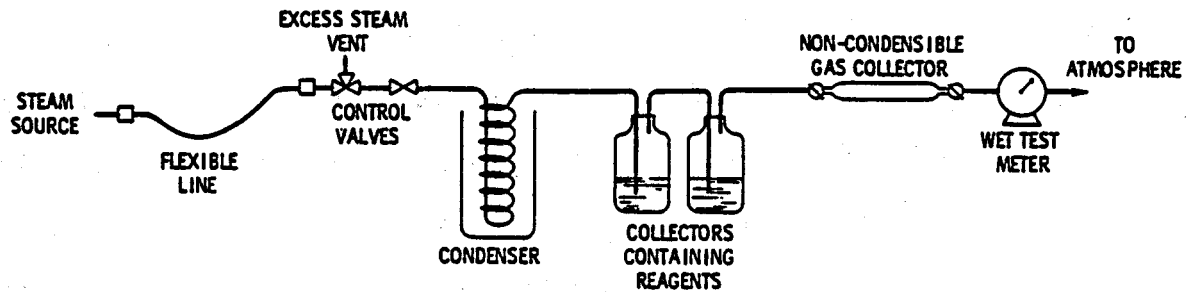 STEAM
SOURCE
FLEXIBLE
LINE
EXCESS STEAM
VENT
CONTROL
VALVES
CONDENSER
COLLECTORS
CONTAINING
REAGENTS
NON-CONDENSIBLE
GAS COLLECTOR
WET TEST
METER
TO
ATMOSPHERE